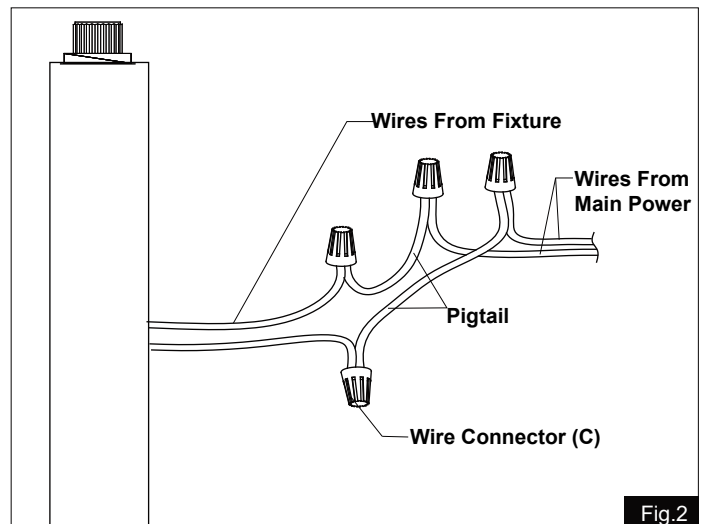 Wires From Fixture
Wires From
Main Power
Pigtail
Wire Connector (C)
Fig.2